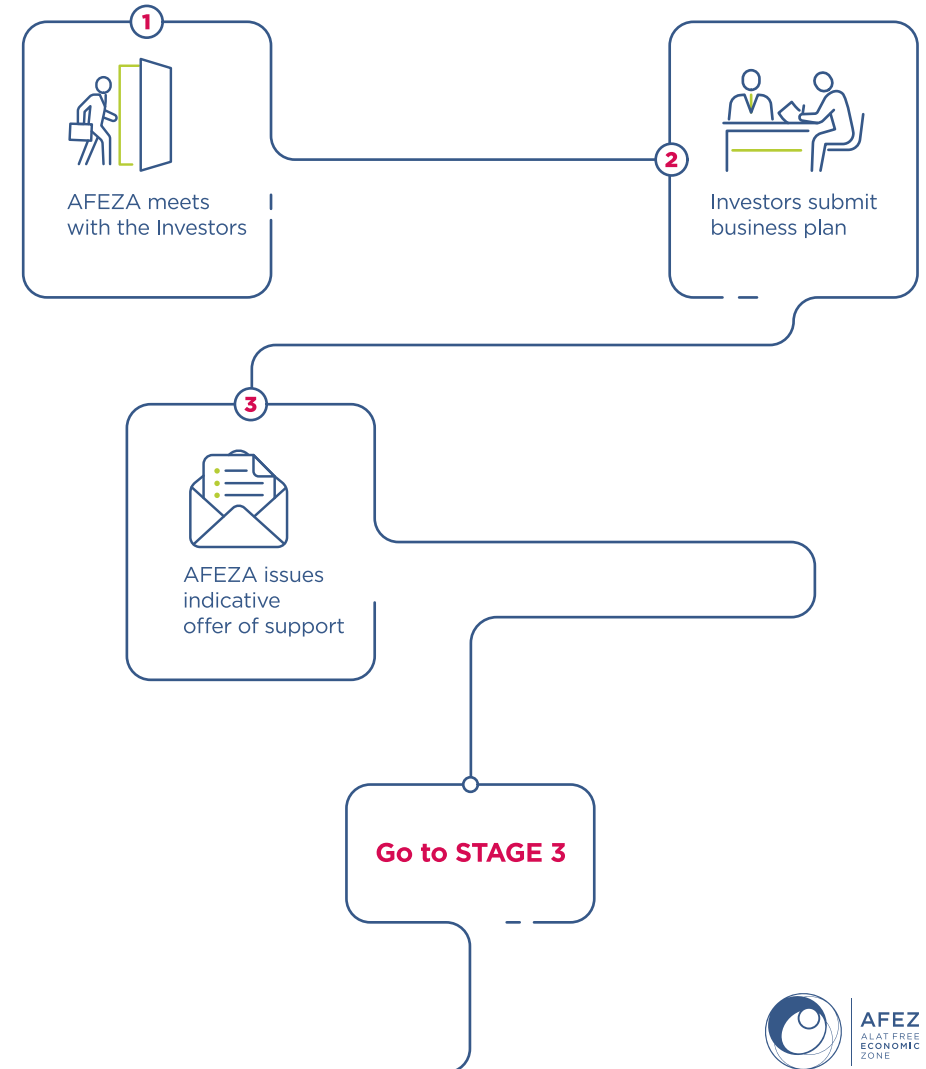 1
AFEZA meets
with the Investors
2
Investors submit
business plan
3
AFEZA issues
indicative
offer of support
Go to STAGE 3
AFEZ
ALAT FREE
ECONOMIC
ZONE